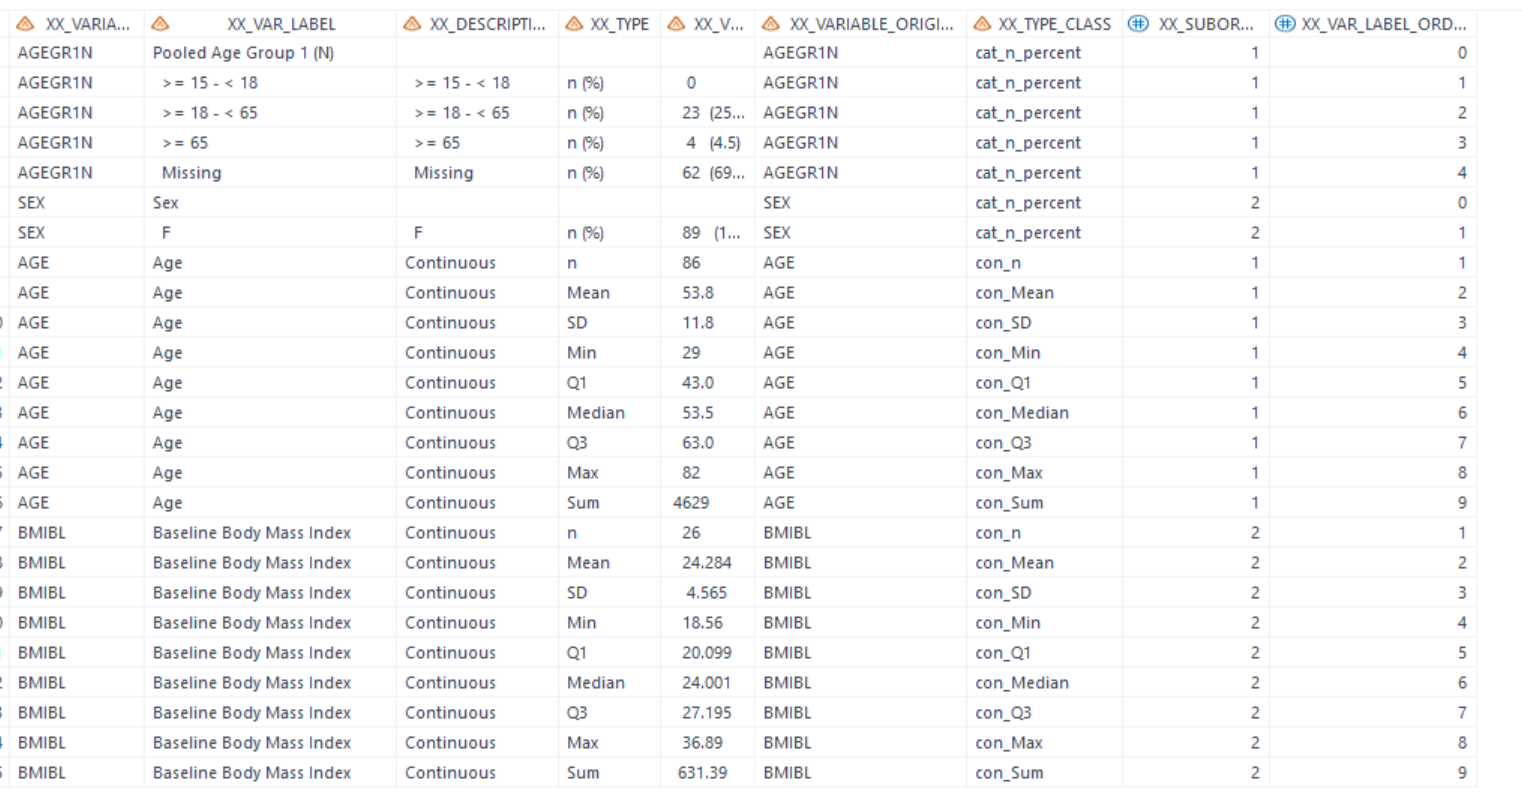 XX_VARIA... XX_VAR_LABEL XX_DESCRIPTI... XX_TYPE XX_V... XX_VARIABLE_ORIGI... XX_TYPE_CLASS XX_SUBOR... XX_VAR_LABEL_ORD...
AGEGR1N Pooled Age Group 1 (N) AGEGR1N cat_n_percent 1 0
AGEGR1N >= 15 - < 18 >= 15 - < 18 n (%) 0 AGEGR1N cat_n_percent 1 1
AGEGR1N >= 18 - < 65 >= 18 - < 65 n (%) 23 (25... AGEGR1N cat_n_percent 1 2
AGEGR1N >= 65 >= 65 n (%) 4 (4.5) AGEGR1N cat_n_percent 1 3
AGEGR1N Missing Missing n (%) 62 (69... AGEGR1N cat_n_percent 1 4
SEX Sex SEX cat_n_percent 2 0
SEX F F n (%) 89 (1... SEX cat_n_percent 2 1
AGE Age Continuous n 86 AGE con_n 1 1
AGE Age Continuous Mean 53.8 AGE con_Mean 1 2
AGE Age Continuous SD 11.8 AGE con_SD 1 3
AGE Age Continuous Min 29 AGE con_Min 1 4
AGE Age Continuous Q1 43.0 AGE con_Q1 1 5
AGE Age Continuous Median 53.5 AGE con_Median 1 6
AGE Age Continuous Q3 63.0 AGE con_Q3 1 7
AGE Age Continuous Max 82 AGE con_Max 1 8
AGE Age Continuous Sum 4629 AGE con_Sum 1 9
BMIBL Baseline Body Mass Index Continuous n 26 BMIBL con_n 2 1
BMIBL Baseline Body Mass Index Continuous Mean 24.284 BMIBL con_Mean 2 2
BMIBL Baseline Body Mass Index Continuous SD 4.565 BMIBL con_SD 2 3
BMIBL Baseline Body Mass Index Continuous Min 18.56 BMIBL con_Min 2 4
BMIBL Baseline Body Mass Index Continuous Q1 20.099 BMIBL con_Q1 2 5
BMIBL Baseline Body Mass Index Continuous Median 24.001 BMIBL con_Median 2 6
BMIBL Baseline Body Mass Index Continuous Q3 27.195 BMIBL con_Q3 2 7
BMIBL Baseline Body Mass Index Continuous Max 36.89 BMIBL con_Max 2 8
BMIBL Baseline Body Mass Index Continuous Sum 631.39 BMIBL con_Sum 2 9